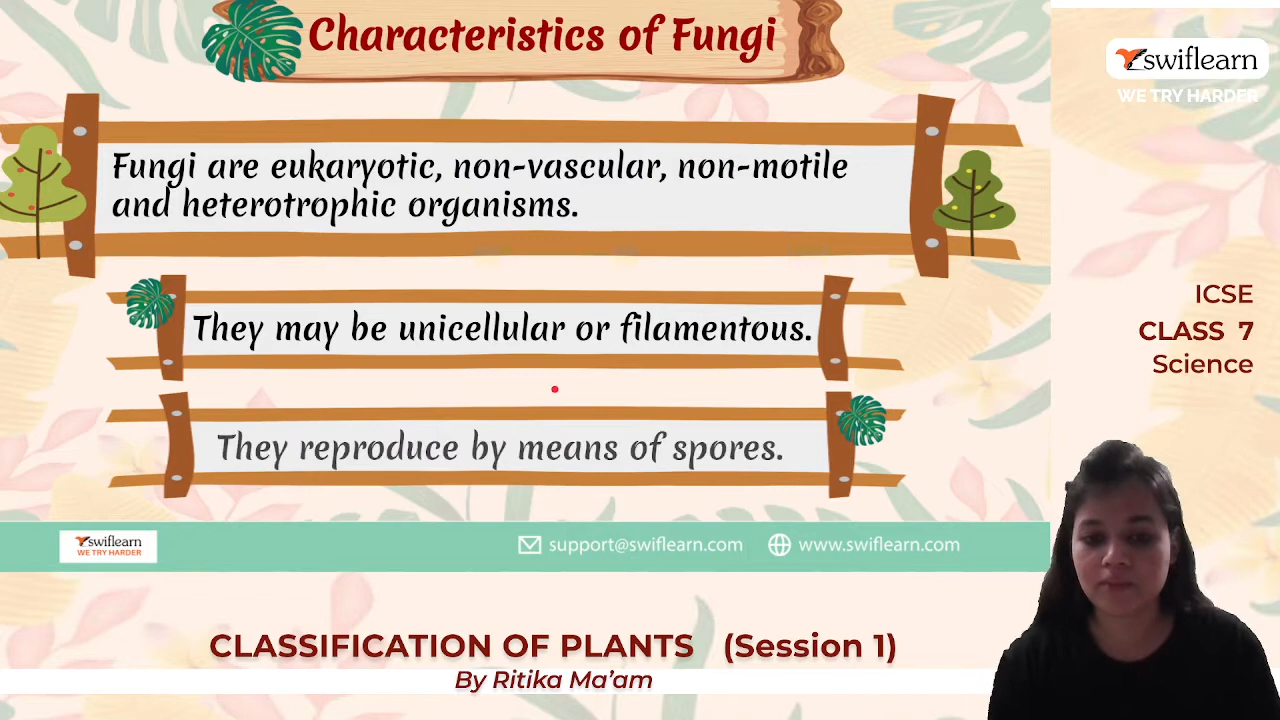 Characteristics of Fungi
swiflearn
WE TRY HARDER
Fungi are eukaryotic, non-vascular, non-motile
and heterotrophic organisms.
They may be unicellular or filamentous.
They reproduce by means of spores.
ICSE
CLASS 7
Science
swiflearn
WE TRY HARDER
support@swiflearn.com
www.swiflearn.com
CLASSIFICATION OF PLANTS (Session 1)
By Ritika Ma’am